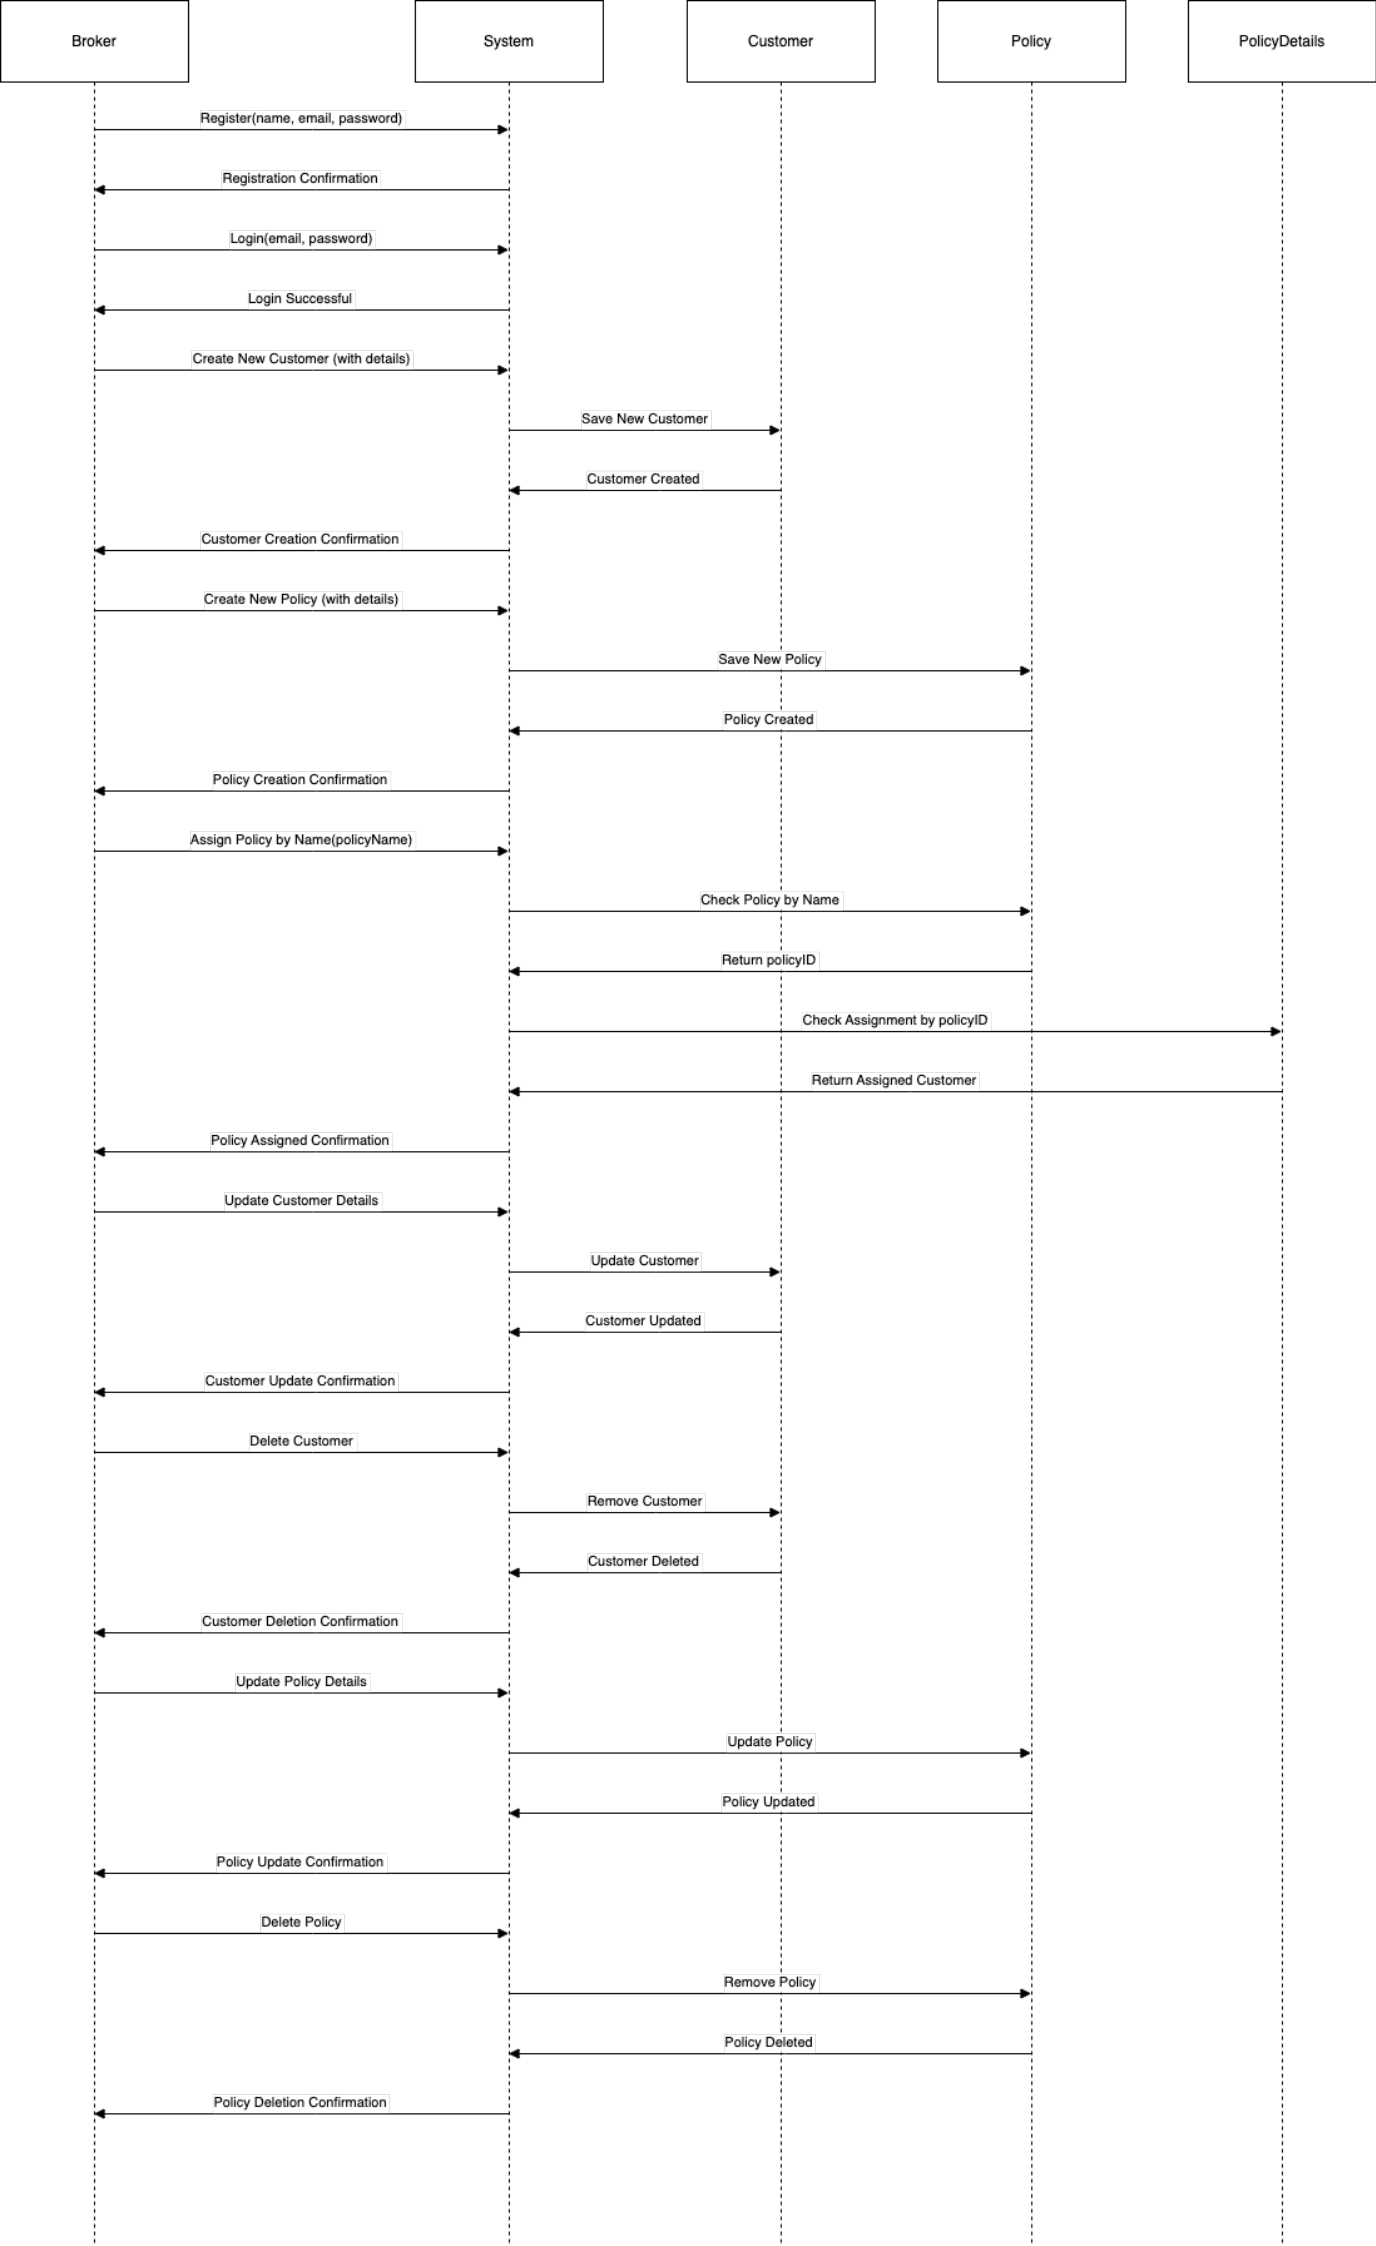 Broker
System
Customer
Policy
PolicyDetails
Register(name, email, password)
Registration Confirmation
Login(email, password)
Login Successful
Create New Customer (with details)
Save New Customer
Customer Created
Customer Creation Confirmation
Create New Policy (with details)
Save New Policy
Policy Created
Policy Creation Confirmation
Assign Policy by Name(policyName)
Check Policy by Name
Return policyID
Check Assignment by policyID
Return Assigned Customer
Policy Assigned Confirmation
Update Customer Details
Update Customer
Customer Updated
Customer Update Confirmation
Delete Customer
Remove Customer
Customer Deleted
Customer Deletion Confirmation
Update Policy Details
Update Policy
Policy Updated
Policy Update Confirmation
Delete Policy
Remove Policy
Policy Deleted
Policy Deletion Confirmation